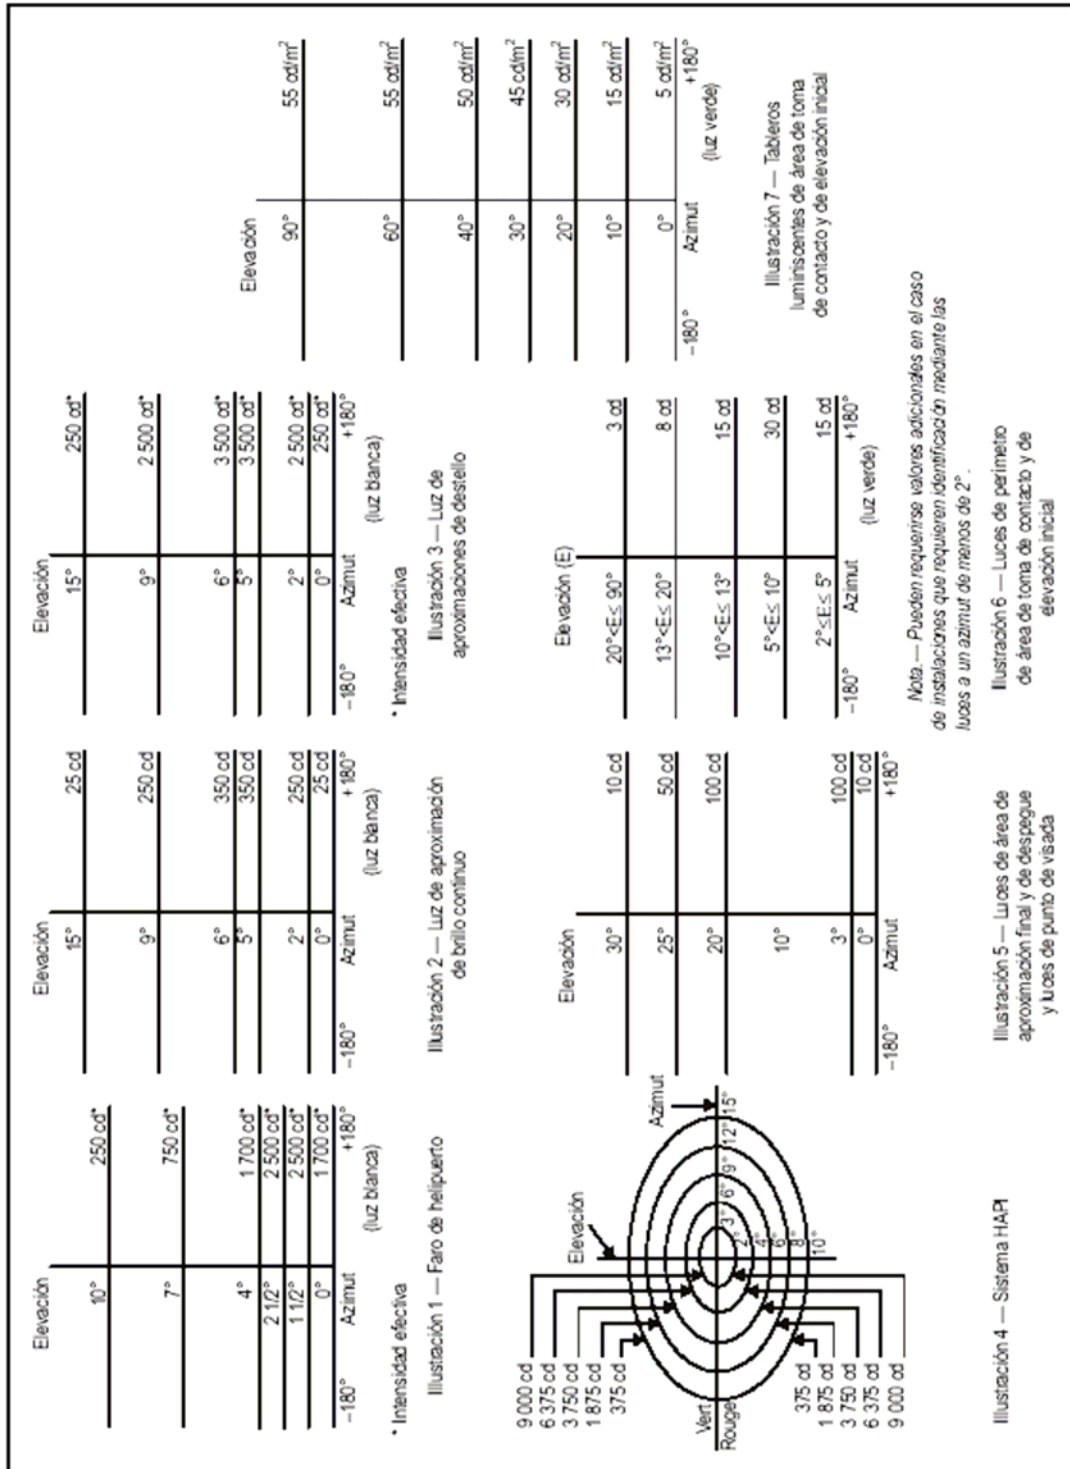 Elevación
10° 250 cd*
7° 750 cd*
4° 1 700 cd*
2 1/2° 2 500 cd*
1 1/2° 2 500 cd*
0° 1 700 cd*
−180° Azimut +180°
(luz blanca)
* Intensidad efectiva
Illustración 1 — Faro de helipuerto
Elevación
15° 25 cd
9° 250 cd
6° 350 cd
5° 350 cd
2° 250 cd
0° 25 cd
−180° Azimut +180°
(luz blanca)
Illustración 2 — Luz de aproximación
de brillo continuo
Elevación
15° 250 cd*
9° 2 500 cd*
6° 3 500 cd*
5° 3 500 cd*
2° 2 500 cd*
0° 250 cd*
−180° Azimut +180°
(luz blanca)
* Intensidad efectiva
Illustración 3 — Luz de
aproximaciones de destello
Elevación
90° 55 cd/m²
60° 55 cd/m²
40° 50 cd/m²
30° 45 cd/m²
20° 30 cd/m²
10° 15 cd/m²
0° 5 cd/m²
−180° Azimut +180°
(luz verde)
Illustración 7 — Tableros
luminiscentes de área de toma
de contacto y de elevación inicial
9 000 cd
6 375 cd
3 750 cd
1 875 cd
375 cd
Elevación
Azimut
Vert
Rouge
3° 6° 9° 12° 15°
2° 4° 6° 8° 10°
375 cd
1 875 cd
3 750 cd
6 375 cd
9 000 cd
Illustración 4 — Sistema HAPI
Elevación
30° 10 cd
25° 50 cd
20° 100 cd
10°
3° 100 cd
0° 10 cd
−180° Azimut +180°
Illustración 5 — Luces de área de
aproximación final y de despegue
y luces de punto de visada
Elevación (E)
20°<E≤ 90° 3 cd
13°<E≤ 20° 8 cd
10°<E≤ 13° 15 cd
5°<E≤ 10° 30 cd
2°≤E≤ 5° 15 cd
−180° Azimut +180°
(luz verde)
Nota.— Pueden requerirse valores adicionales en el caso
de instalaciones que requieren identificación mediante las
luces a un azimut de menos de 2°.
Illustración 6 — Luces de perímetro
de área de toma de contacto y de
elevación inicial